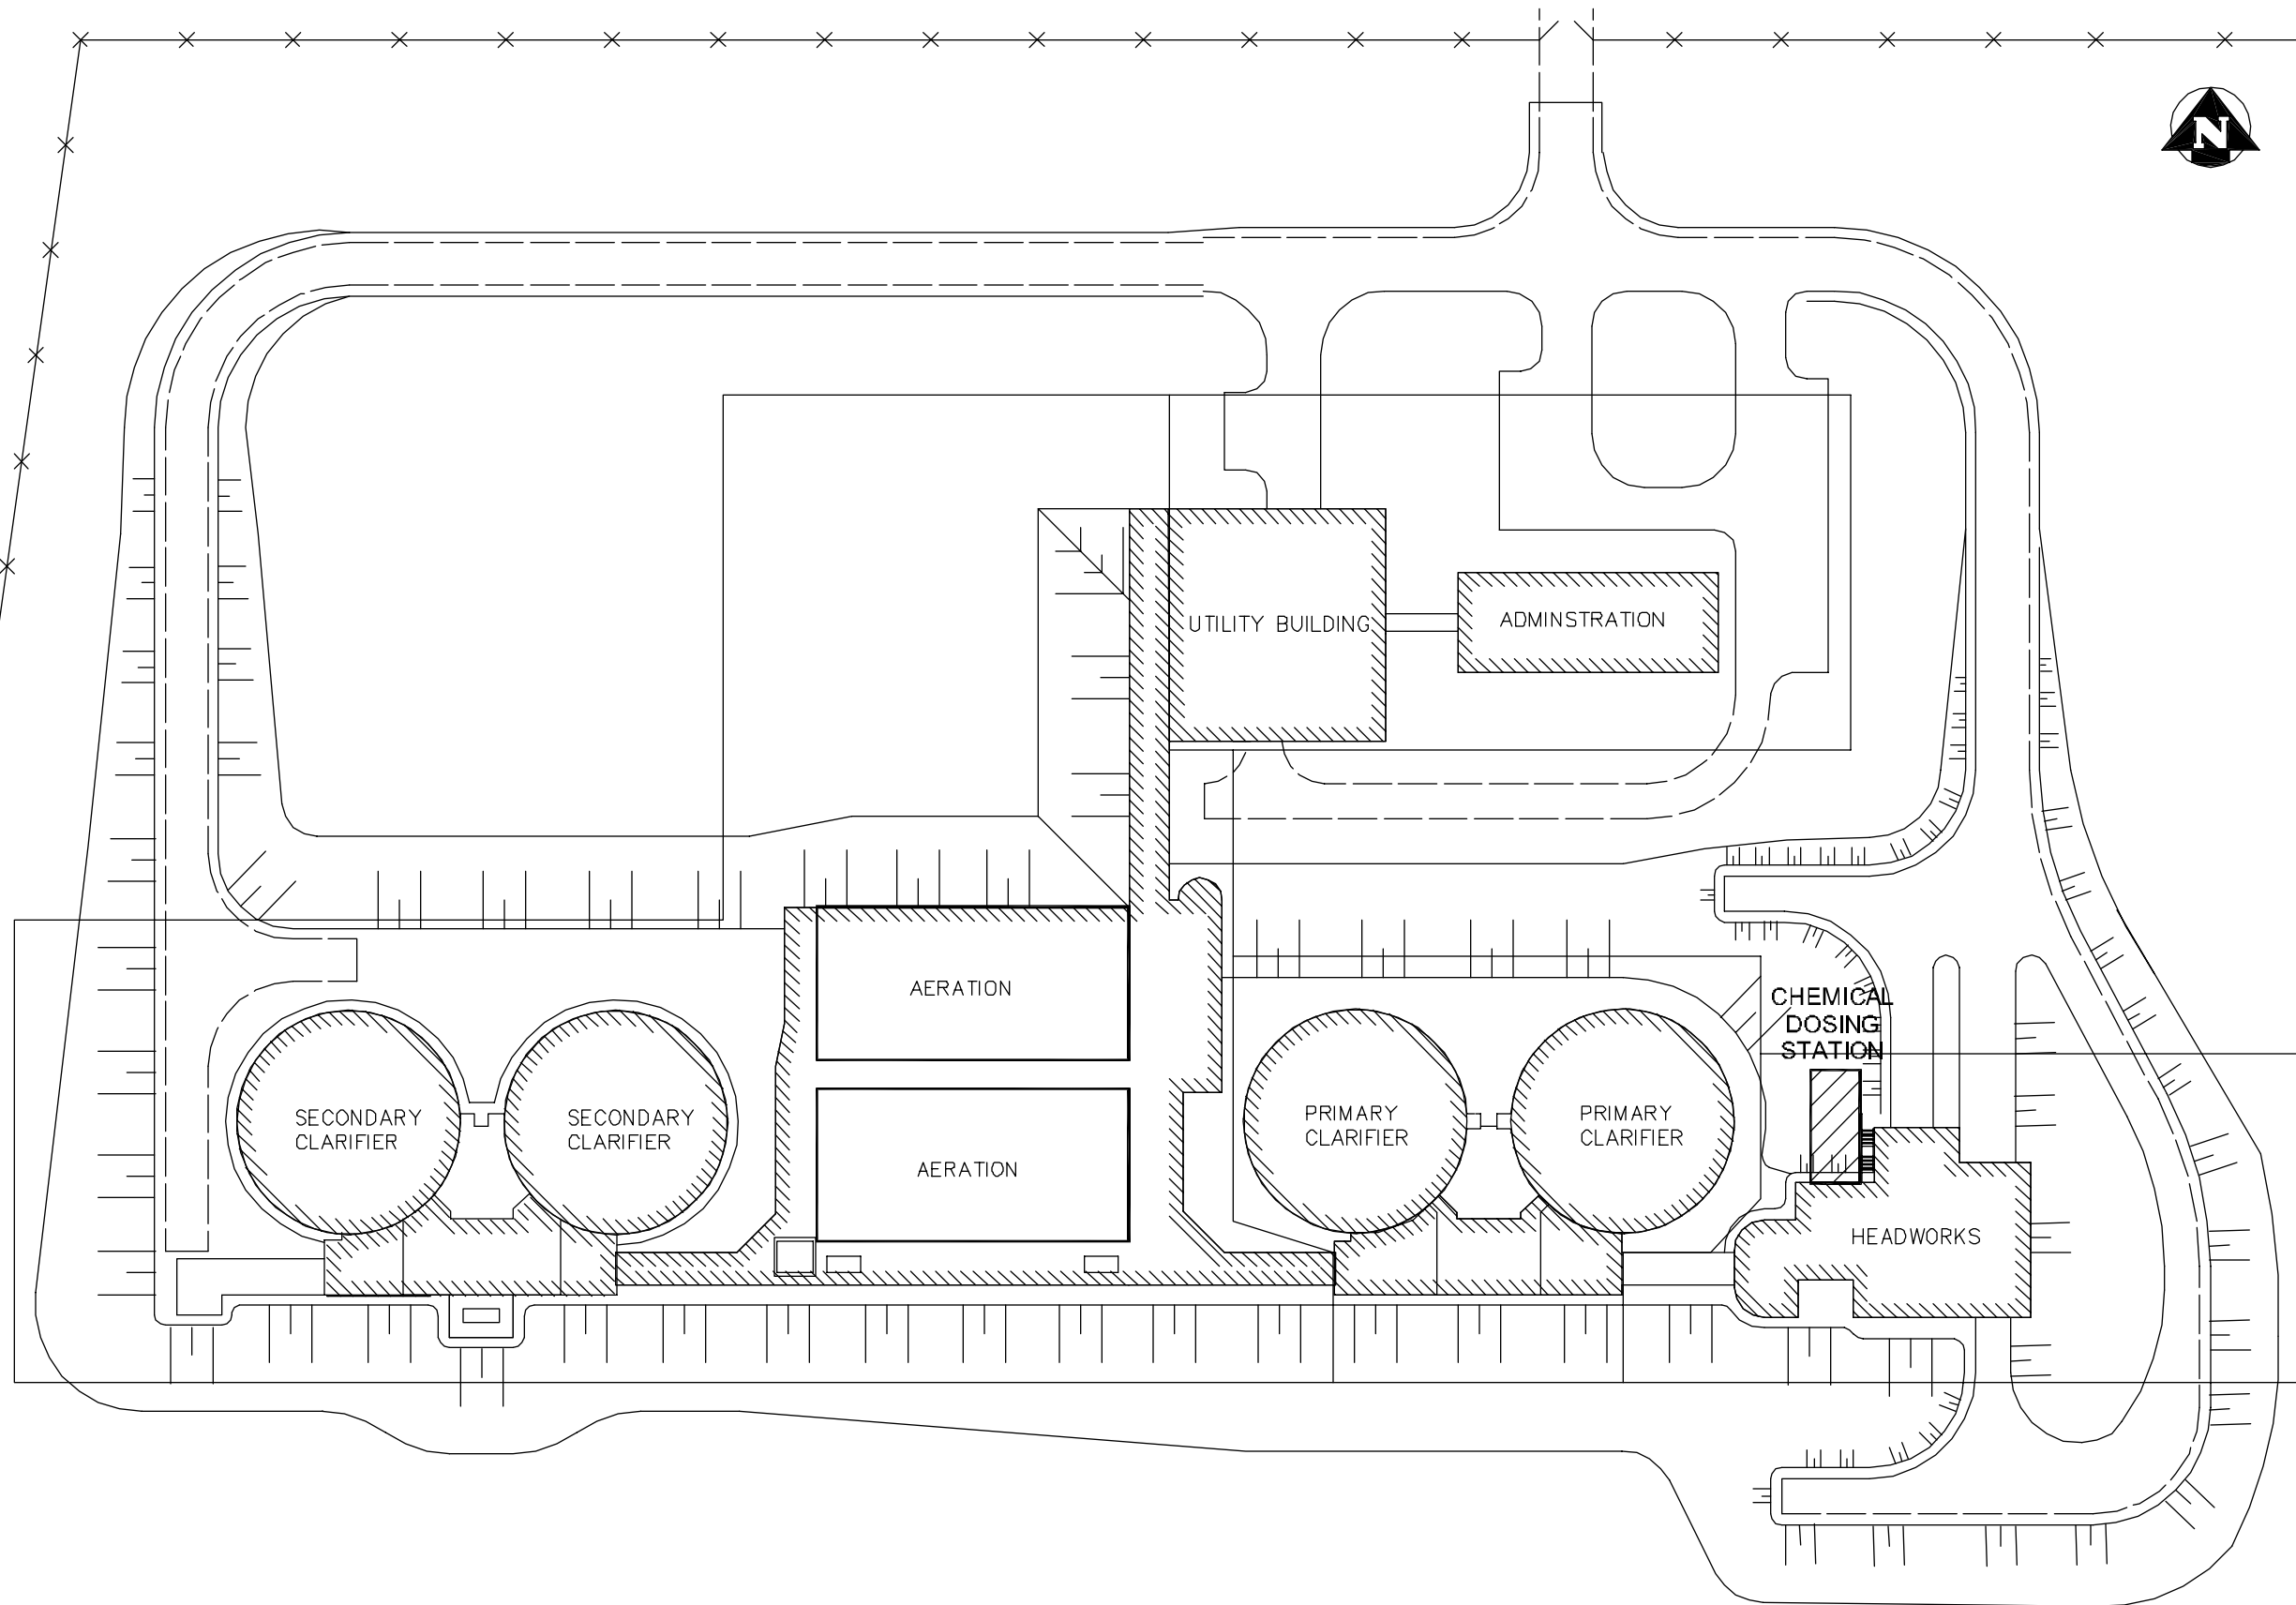 N
UTILITY BUILDING
ADMINSTRATION
AERATION
CHEMICAL
DOSING
STATION
SECONDARY
CLARIFIER
SECONDARY
CLARIFIER
AERATION
PRIMARY
CLARIFIER
PRIMARY
CLARIFIER
HEADWORKS